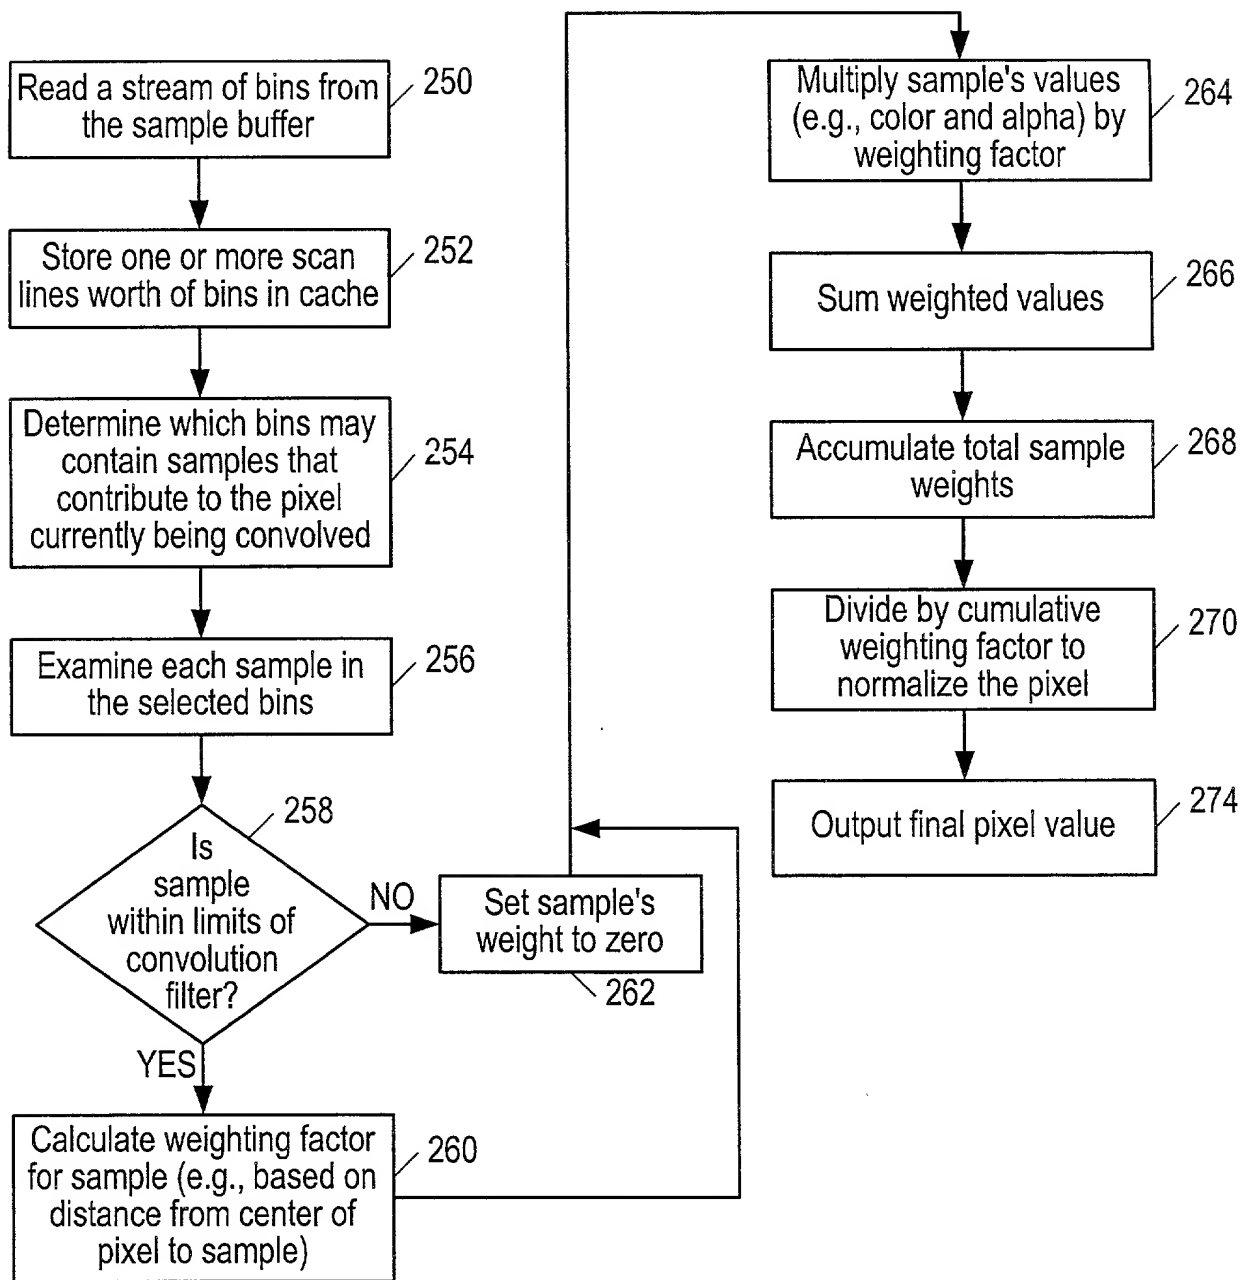 Read a stream of bins from
the sample buffer
250
Store one or more scan
lines worth of bins in cache
252
Determine which bins may
contain samples that
contribute to the pixel
currently being convolved
254
Examine each sample in
the selected bins
256
Is
sample
within limits of
convolution
filter?
258
NO
Set sample's
weight to zero
262
YES
Calculate weighting factor
for sample (e.g., based on
distance from center of
pixel to sample)
260
Multiply sample's values
(e.g., color and alpha) by
weighting factor
264
Sum weighted values
266
Accumulate total sample
weights
268
Divide by cumulative
weighting factor to
normalize the pixel
270
Output final pixel value
274